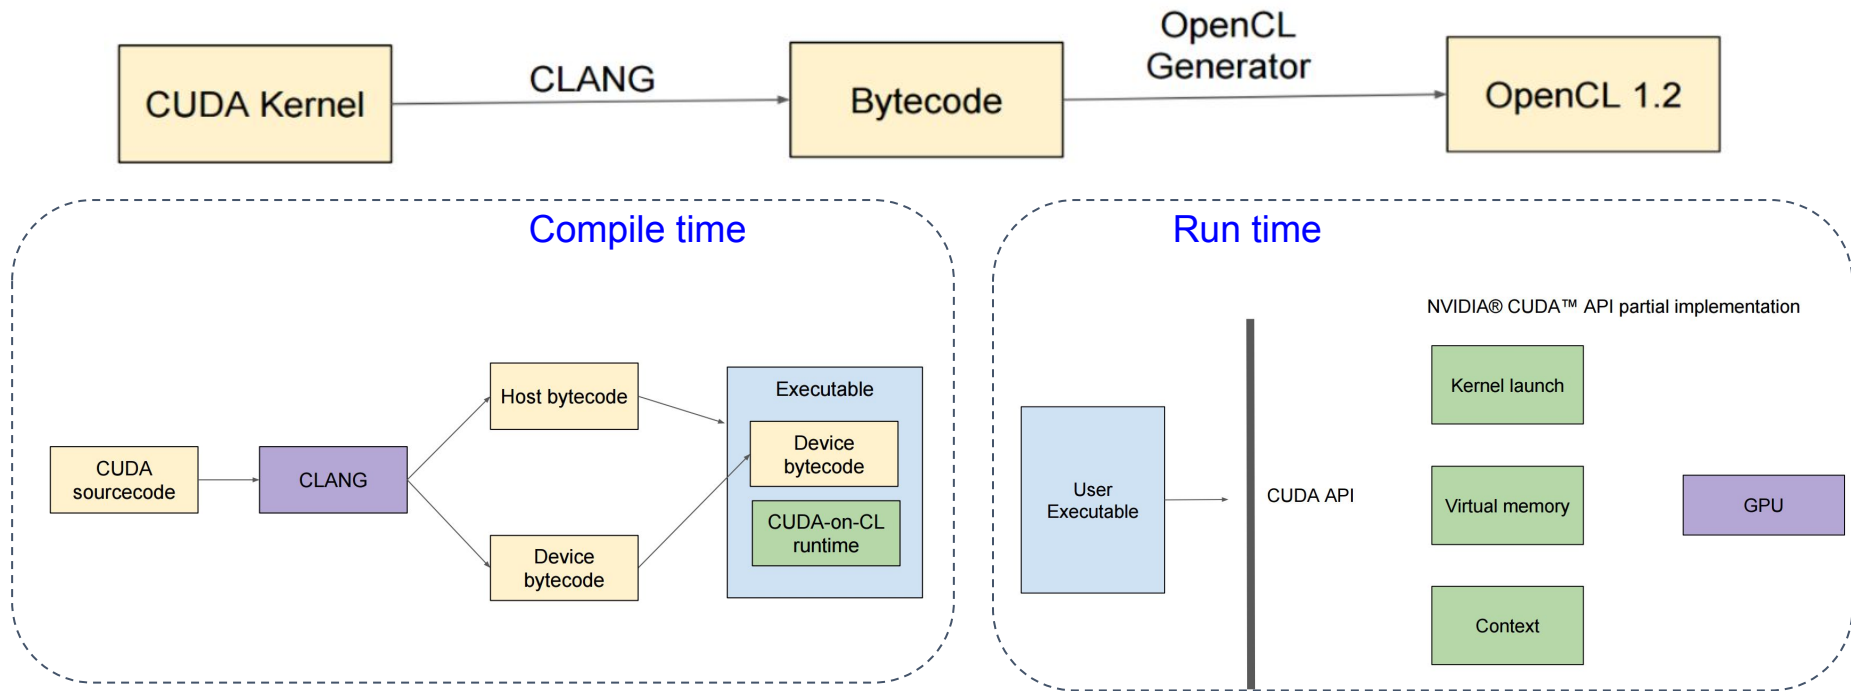 CUDA Kernel
CLANG
Bytecode
OpenCL
Generator
OpenCL 1.2
Compile time
CUDA
sourcecode
CLANG
Host bytecode
Device
bytecode
Executable
Device
bytecode
CUDA-on-CL
runtime
Run time
NVIDIA® CUDA™ API partial implementation
User
Executable
CUDA API
Kernel launch
Virtual memory
Context
GPU